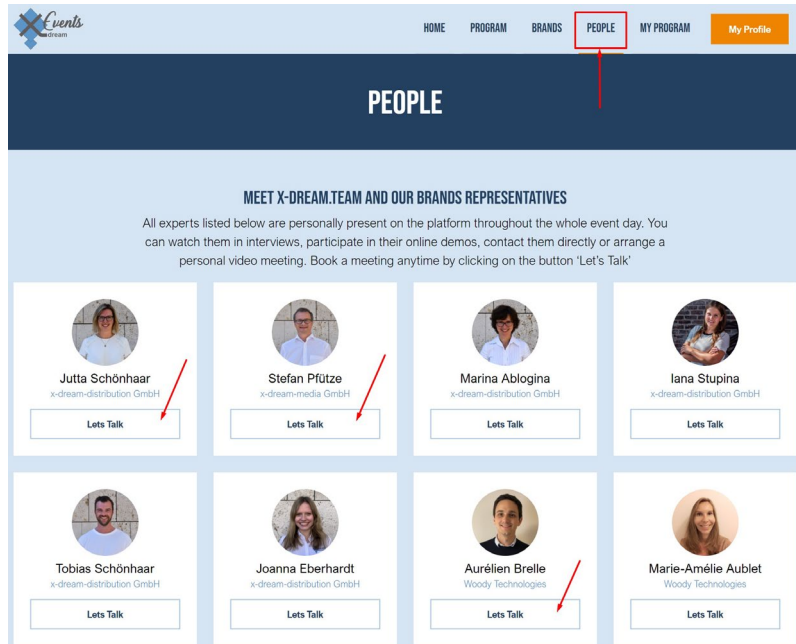 Events
dream
HOME PROGRAM BRANDS PEOPLE MY PROGRAM My Profile
PEOPLE
MEET X-DREAM.TEAM AND OUR BRANDS REPRESENTATIVES
All experts listed below are personally present on the platform throughout the whole event day. You
can watch them in interviews, participate in their online demos, contact them directly or arrange a
personal video meeting. Book a meeting anytime by clicking on the button ‘Let’s Talk’
Jutta Schönhaar
x-dream-distribution GmbH
Lets Talk
Stefan Pfütze
x-dream-media GmbH
Lets Talk
Marina Ablogina
x-dream-distribution GmbH
Lets Talk
Iana Stupina
x-dream-distribution GmbH
Lets Talk
Tobias Schönhaar
x-dream-distribution GmbH
Lets Talk
Joanna Eberhardt
x-dream-distribution GmbH
Lets Talk
Aurélien Brelle
Woody Technologies
Lets Talk
Marie-Amélie Aublet
Woody Technologies
Lets Talk